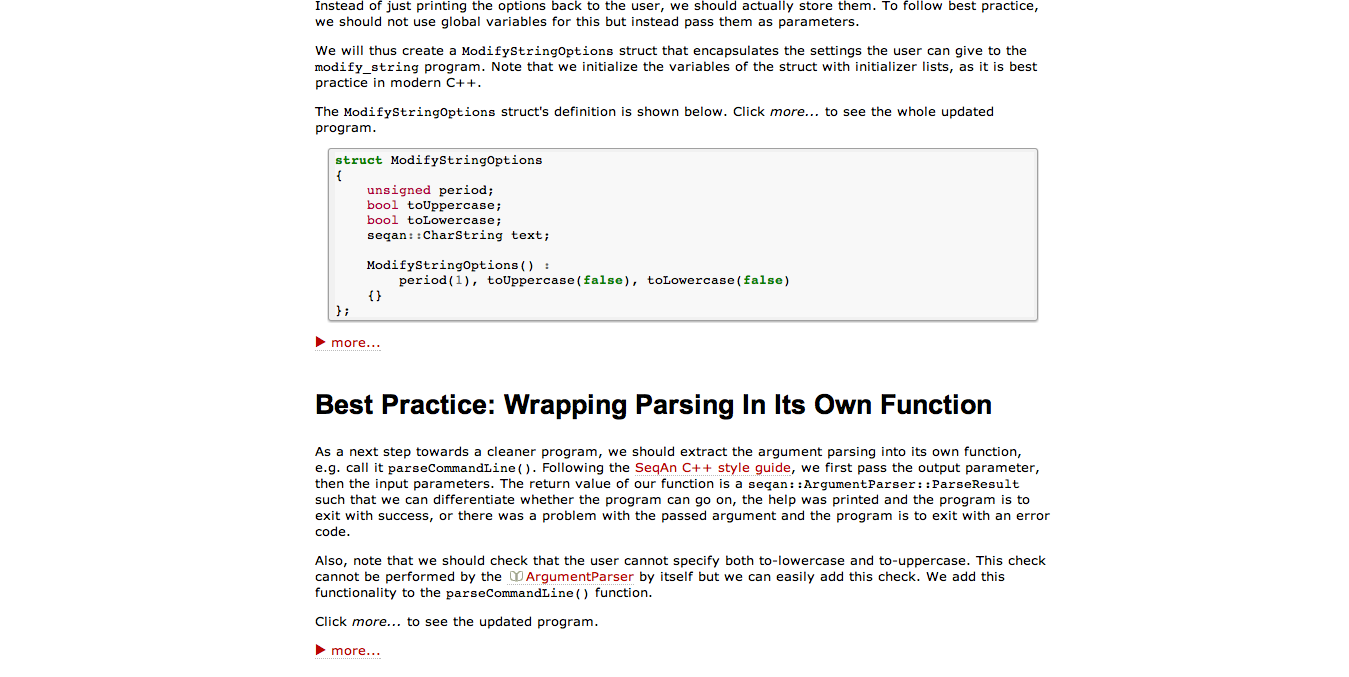 Instead of just printing the options back to the user, we should actually store them. To follow best practice,
we should not use global variables for this but instead pass them as parameters.
We will thus create a ModifyStringOptions struct that encapsulates the settings the user can give to the
modify_string program. Note that we initialize the variables of the struct with initializer lists, as it is best
practice in modern C++.
The ModifyStringOptions struct's definition is shown below. Click more... to see the whole updated
program.
struct ModifyStringOptions
{
    unsigned period;
    bool toUppercase;
    bool toLowercase;
    seqan::CharString text;
    ModifyStringOptions() :
        period(1), toUppercase(false), toLowercase(false)
    {}
};
▶ more...
Best Practice: Wrapping Parsing In Its Own Function
As a next step towards a cleaner program, we should extract the argument parsing into its own function,
e.g. call it parseCommandLine(). Following the SeqAn C++ style guide, we first pass the output parameter,
then the input parameters. The return value of our function is a seqan::ArgumentParser::ParseResult
such that we can differentiate whether the program can go on, the help was printed and the program is to
exit with success, or there was a problem with the passed argument and the program is to exit with an error
code.
Also, note that we should check that the user cannot specify both to-lowercase and to-uppercase. This check
cannot be performed by the ArgumentParser by itself but we can easily add this check. We add this
functionality to the parseCommandLine() function.
Click more... to see the updated program.
▶ more...